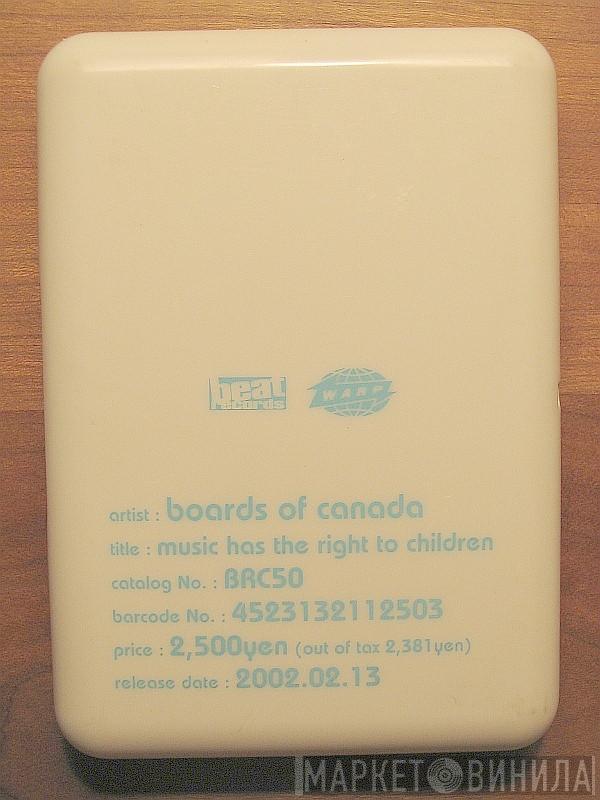 beat
records
WARP
artist : boards of canada
title : music has the right to children
catalog No. : BRC50
barcode No. : 4523132112503
price : 2,500yen (out of tax 2,381yen)
release date : 2002.02.13
МАРКЕТ ВИНИЛА